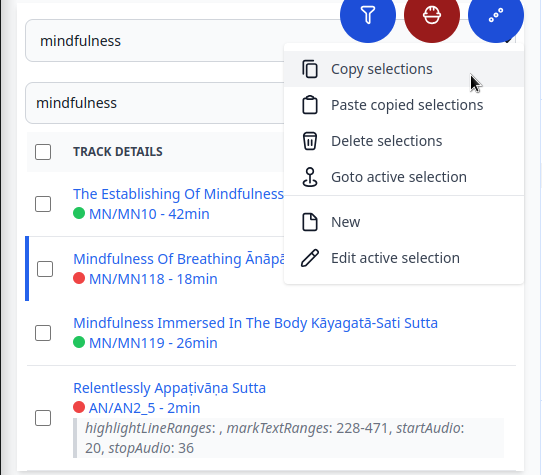 mindfulness
Copy selections
mindfulness
Paste copied selections
TRACK DETAILS
Delete selections
Goto active selection
The Establishing Of Mindfulness
MN/MN10 - 42min
New
Mindfulness Of Breathing Ānāpā
Edit active selection
MN/MN118 - 18min
Mindfulness Immersed In The Body Kāyagatā-Sati Sutta
MN/MN119 - 26min
Relentlessly Appaṭivāṇa Sutta
AN/AN2_5 - 2min
highlightLineRanges: , markTextRanges: 228-471, startAudio:
20, stopAudio: 36